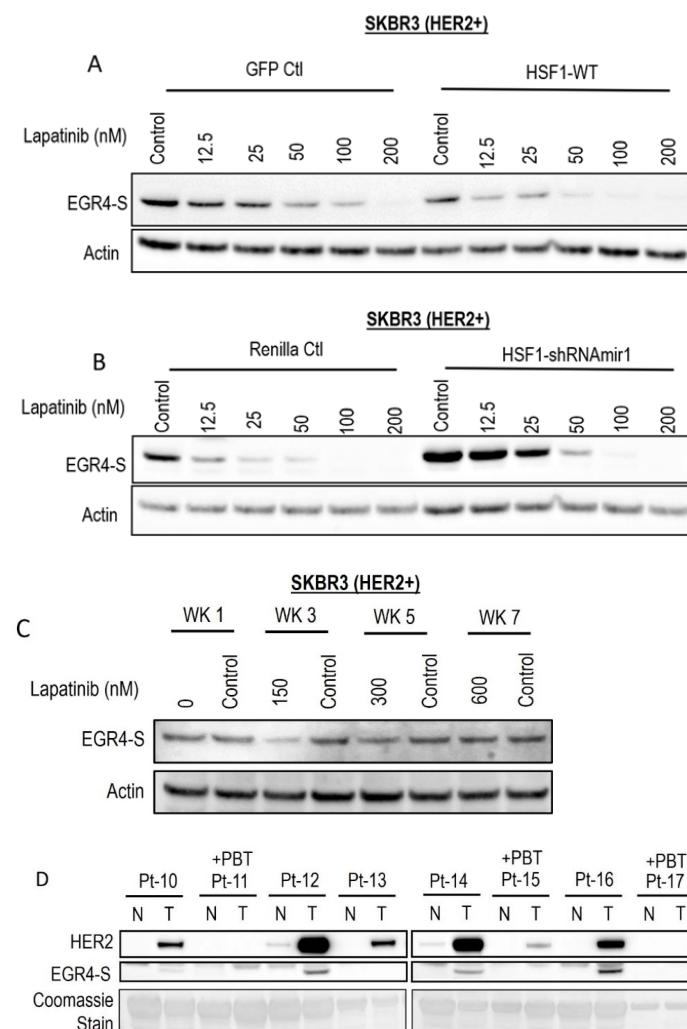 SKBR3 (HER2+)
A
GFP Ctl
HSF1-WT
Lapatinib (nM)
Control 12.5 25 50 100 200 Control 12.5 25 50 100 200
EGR4-S
Actin
SKBR3 (HER2+)
B
Renilla Ctl
HSF1-shRNAmir1
Lapatinib (nM)
Control 12.5 25 50 100 200 Control 12.5 25 50 100 200
EGR4-S
Actin
SKBR3 (HER2+)
C
WK 1 WK 3 WK 5 WK 7
Lapatinib (nM)
0 Control 150 Control 300 Control 600 Control
EGR4-S
Actin
D
+PBT +PBT +PBT
Pt-10 Pt-11 Pt-12 Pt-13 Pt-14 Pt-15 Pt-16 Pt-17
N T N T N T N T N T N T N T N T
HER2
EGR4-S
Coomassie
Stain